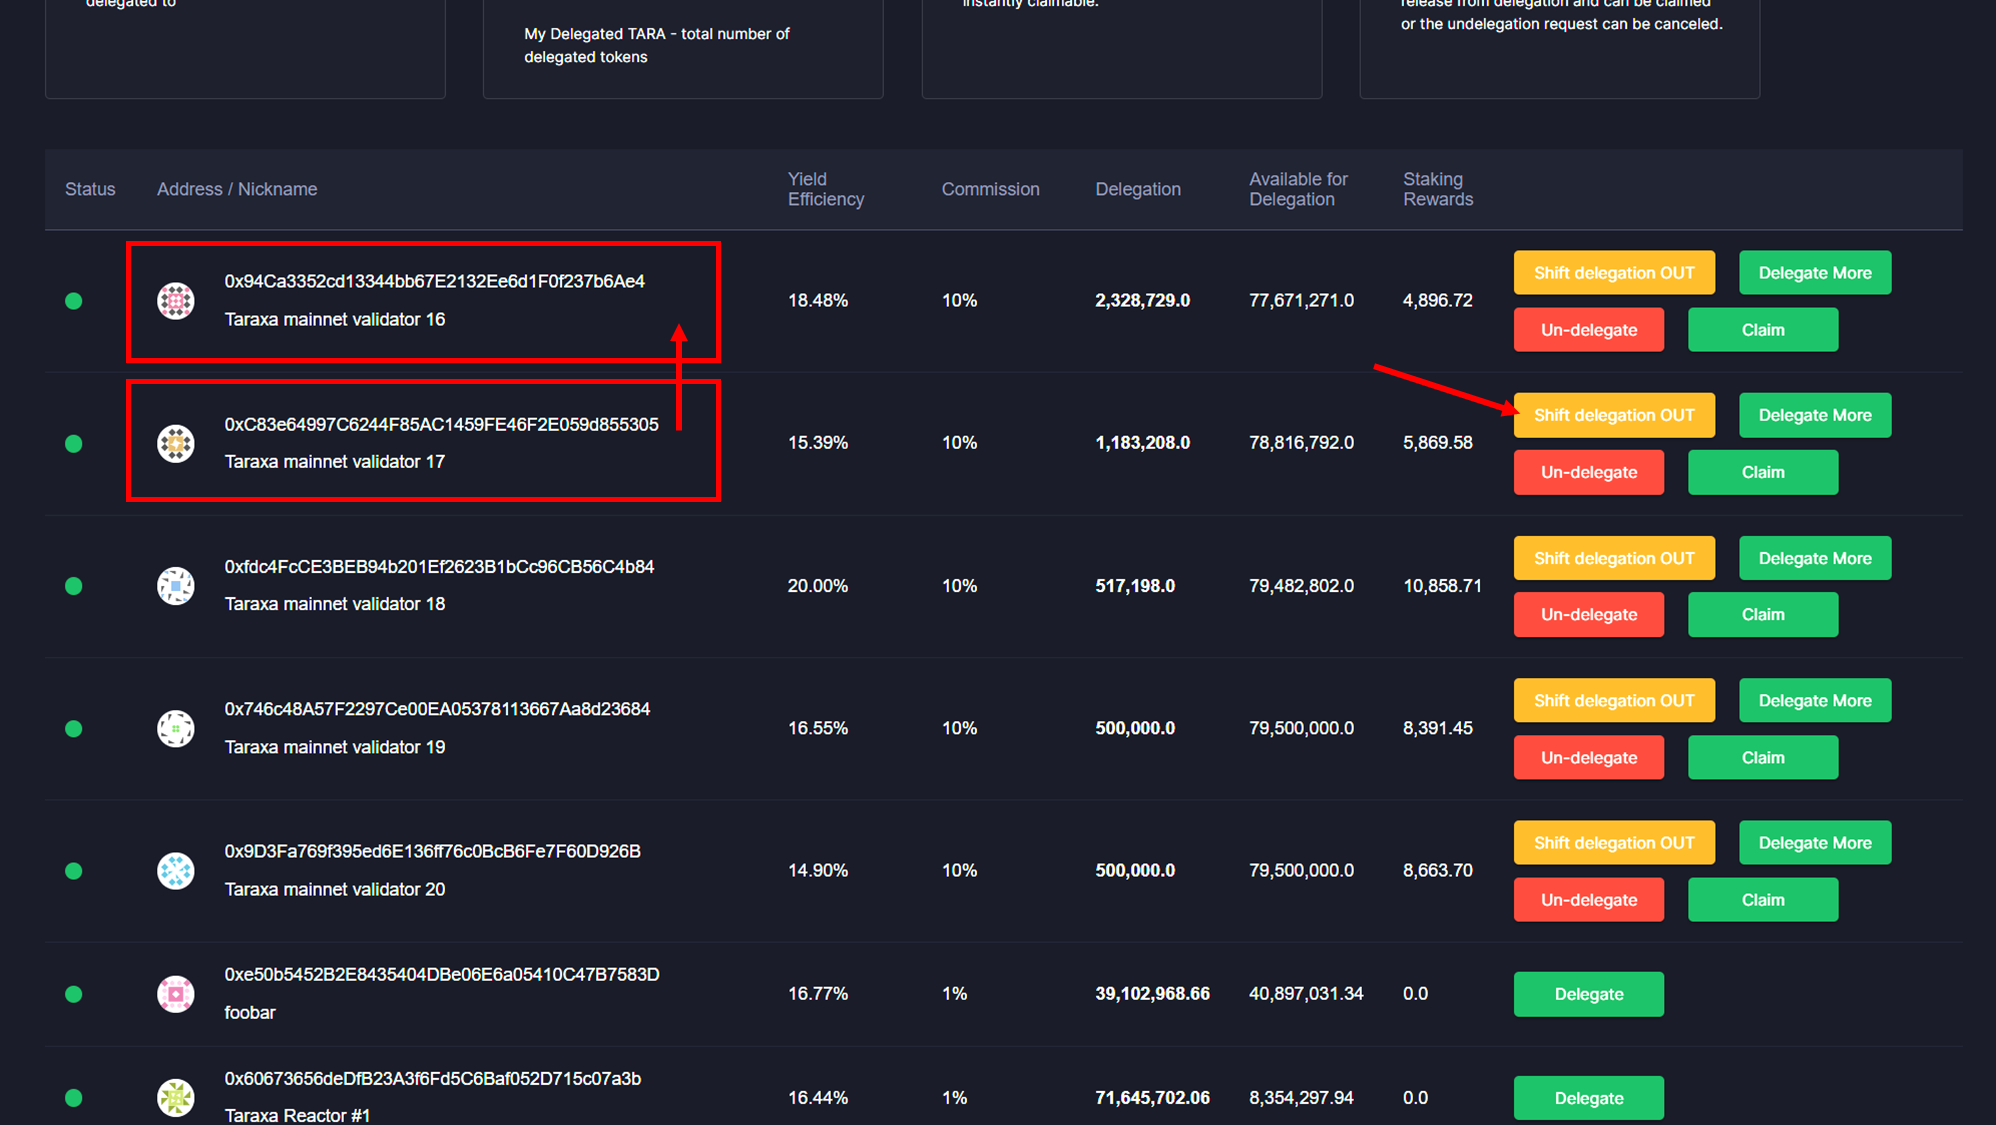 delegated to
My Delegated TARA - total number of
delegated tokens
instantly claimable.
release from delegation and can be claimed
or the undelegation request can be canceled.
Status
Address / Nickname
Yield
Efficiency
Commission
Delegation
Available for
Delegation
Staking
Rewards
0x94Ca3352cd13344bb67E2132Ee6d1F0f237b6Ae4
Taraxa mainnet validator 16
18.48%
10%
2,328,729.0
77,671,271.0
4,896.72
Shift delegation OUT
Delegate More
Un-delegate
Claim
0xC83e64997C6244F85AC1459FE46F2E059d855305
Taraxa mainnet validator 17
15.39%
10%
1,183,208.0
78,816,792.0
5,869.58
Shift delegation OUT
Delegate More
Un-delegate
Claim
0xfdc4FcCE3BEB94b201Ef2623B1bCc96CB56C4b84
Taraxa mainnet validator 18
20.00%
10%
517,198.0
79,482,802.0
10,858.71
Shift delegation OUT
Delegate More
Un-delegate
Claim
0x746c48A57F2297Ce00EA05378113667Aa8d23684
Taraxa mainnet validator 19
16.55%
10%
500,000.0
79,500,000.0
8,391.45
Shift delegation OUT
Delegate More
Un-delegate
Claim
0x9D3Fa769f395ed6E136ff76c0BcB6Fe7F60D926B
Taraxa mainnet validator 20
14.90%
10%
500,000.0
79,500,000.0
8,663.70
Shift delegation OUT
Delegate More
Un-delegate
Claim
0xe50b5452B2E8435404DBe06E6a05410C47B7583D
foobar
16.77%
1%
39,102,968.66
40,897,031.34
0.0
Delegate
0x60673656deDfB23A3f6Fd5C6Baf052D715c07a3b
Taraxa Reactor #1
16.44%
1%
71,645,702.06
8,354,297.94
0.0
Delegate